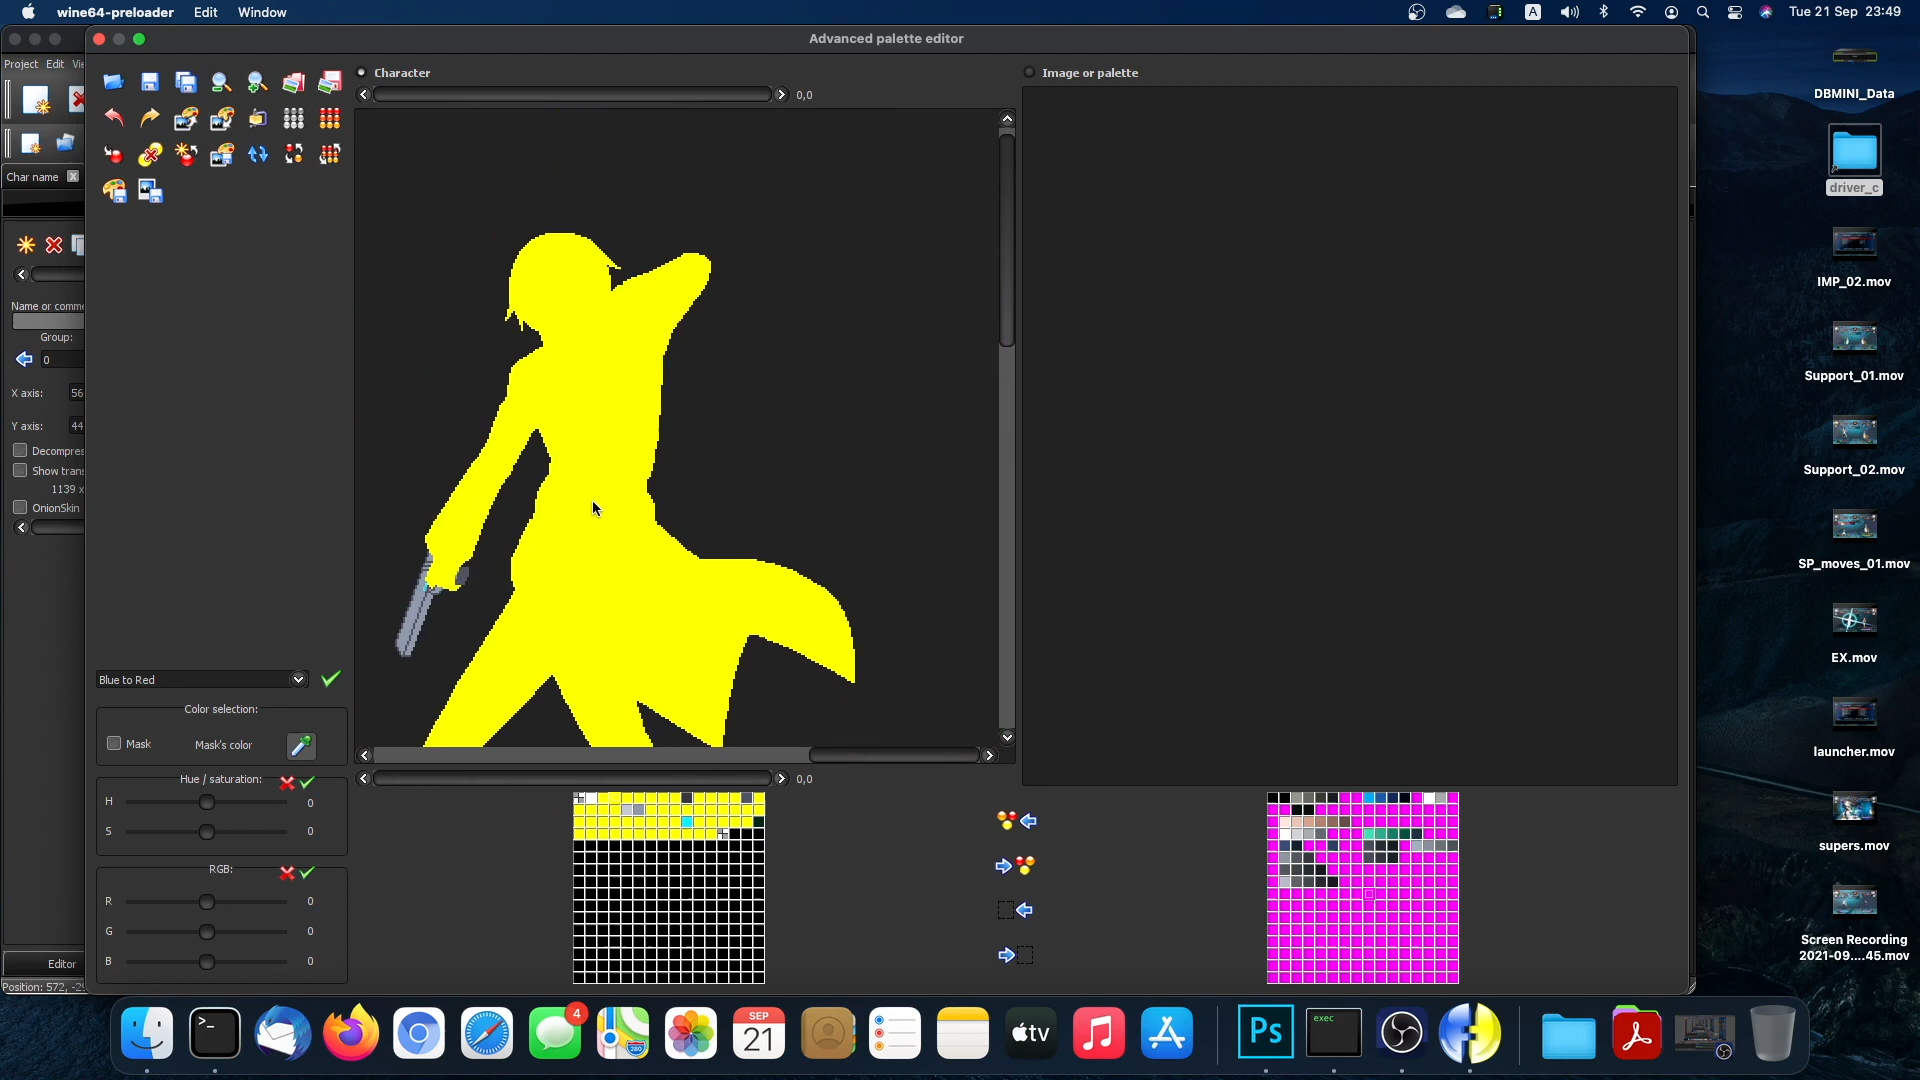 wine64-preloader Edit Window
A
Tue 21 Sep 23:49
Advanced palette editor
Project Edit Vi
Character
0,0
Image or palette
Char name
Name or comme
Group:
0
X axis: 56
Y axis: 44
Decompres
Show trans
1139 x
OnionSkin
Blue to Red
Color selection:
Mask Mask's color
Hue / saturation:
H 0
S 0
RGB:
R 0
G 0
B 0
0,0
Editor
Position: 572, -29
DBMINI_Data
driver_c
IMP_02.mov
Support_01.mov
Support_02.mov
SP_moves_01.mov
EX.mov
launcher.mov
supers.mov
Screen Recording
2021-09....45.mov
4
280
SEP
21
tv
Ps
exec